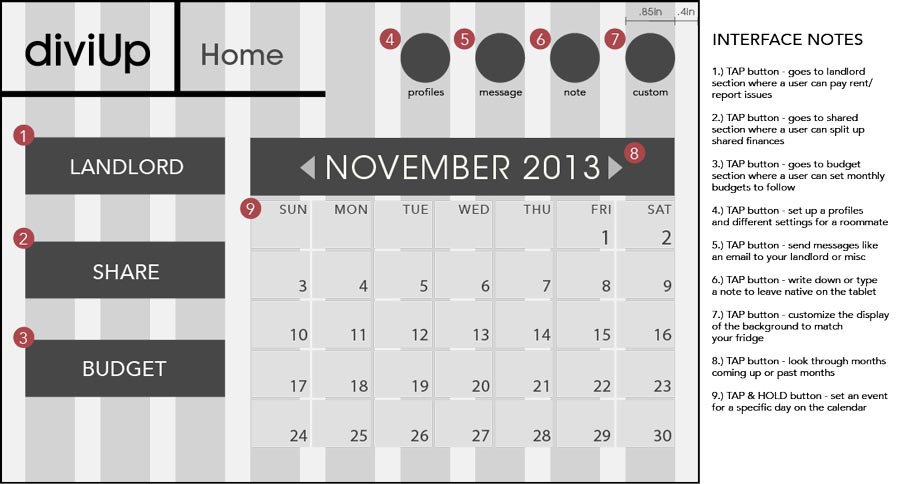 .85in .4in
diviUp Home
4 5 6 7
profiles message note custom
1
LANDLORD
2
SHARE
3
BUDGET
NOVEMBER 2013 8
9 SUN MON TUE WED THU FRI SAT
1 2
3 4 5 6 7 8 9
10 11 12 13 14 15 16
17 18 19 20 21 22 23
24 25 26 27 28 29 30
INTERFACE NOTES
1.) TAP button - goes to landlord
section where a user can pay rent/
report issues
2.) TAP button - goes to shared
section where a user can split up
shared finances
3.) TAP button - goes to budget
section where a user can set monthly
budgets to follow
4.) TAP button - set up a profiles
and different settings for a roommate
5.) TAP button - send messages like
an email to your landlord or misc
6.) TAP button - write down or type
a note to leave native on the tablet
7.) TAP button - customize the display
of the background to match
your fridge
8.) TAP button - look through months
coming up or past months
9.) TAP & HOLD button - set an event
for a specific day on the calendar